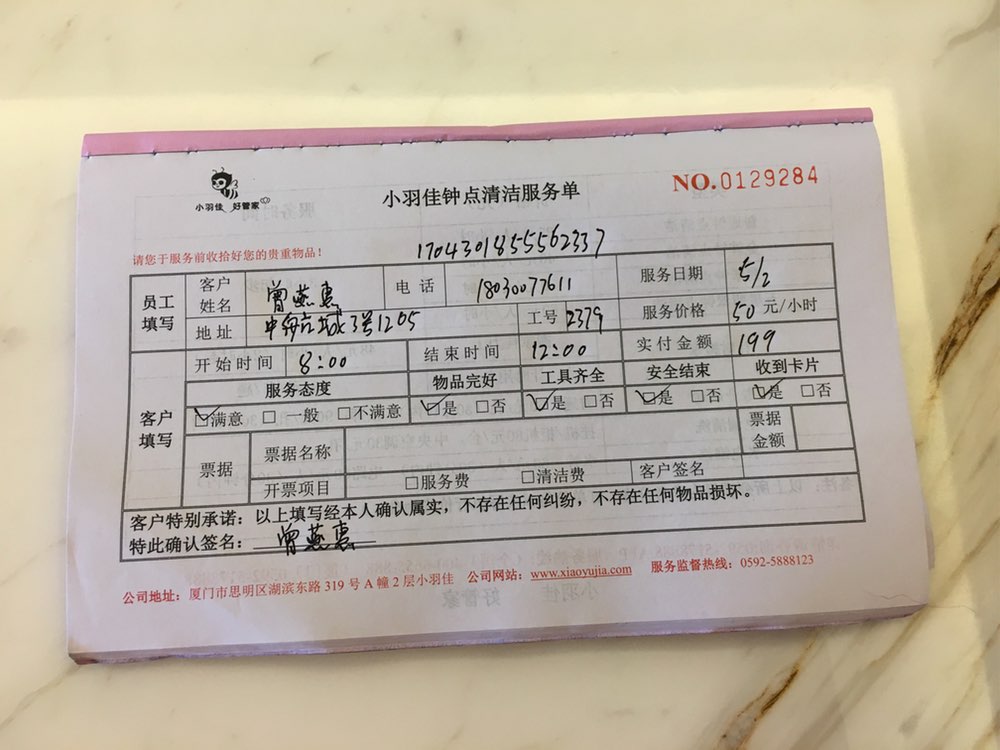 小羽佳 好管家
小羽佳钟点清洁服务单
NO.0129284
请您于服务前收拾好您的贵重物品！
1704301855562337
员工填写 客户姓名 曾燕惠 电话 18030077611 服务日期 5/2
地址 中海 城3号1205 工号 2379 服务价格 50 元/小时
客户填写 开始时间 8:00 结束时间 12:00 实付金额 199
服务态度 物品完好 工具齐全 安全结束 收到卡片
☑满意 □一般 □不满意 ☑是 □否 ☑是 □否 ☑是 □否 ☑是 □否
票据 票据名称 票据金额
开票项目 □服务费 □清洁费 客户签名
客户特别承诺：以上填写经本人确认属实，不存在任何纠纷，不存在任何物品损坏。
特此确认签名：曾燕惠
公司地址：厦门市思明区湖滨东路 319 号 A 幢 2 层小羽佳 公司网站：www.xiaoyujia.com 服务监督热线：0592-5888123